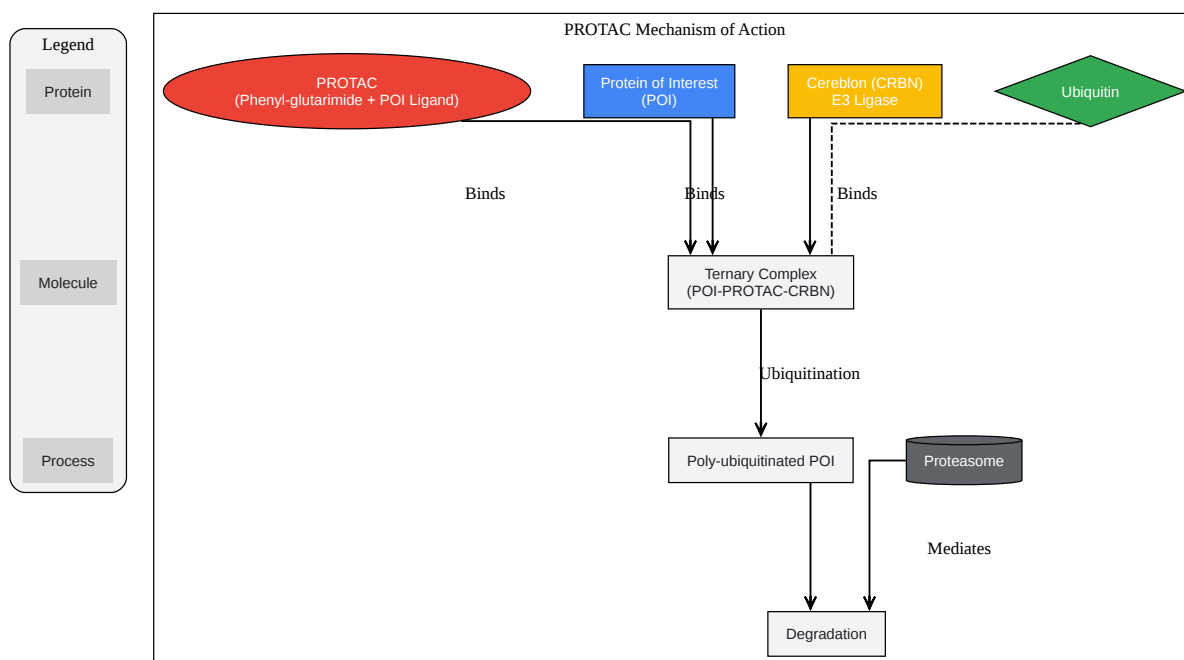 Legend
Protein
Molecule
Process
PROTAC Mechanism of Action
PROTAC
(Phenyl-glutarimide + POI Ligand)
Protein of Interest
(POI)
Cereblon (CRBN)
E3 Ligase
Ubiquitin
Binds
Binds
Binds
Ternary Complex
(POI-PROTAC-CRBN)
Ubiquitination
Poly-ubiquitinated POI
Proteasome
Mediates
Degradation